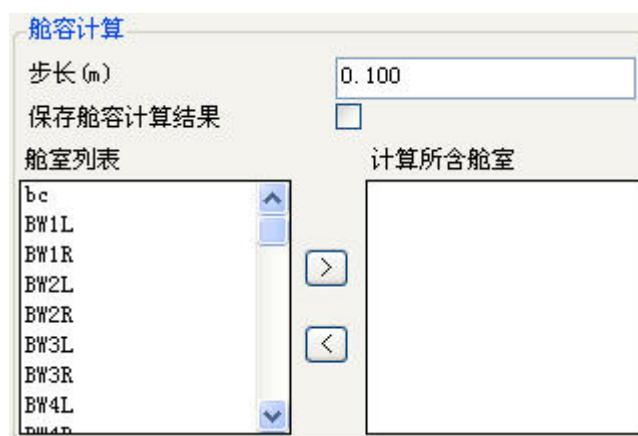 舱容计算
步长(m)
0.100
保存舱容计算结果
舱室列表
计算所含舱室
bc
BW1L
BW1R
BW2L
BW2R
BW3L
BW3R
BW4L
>
<